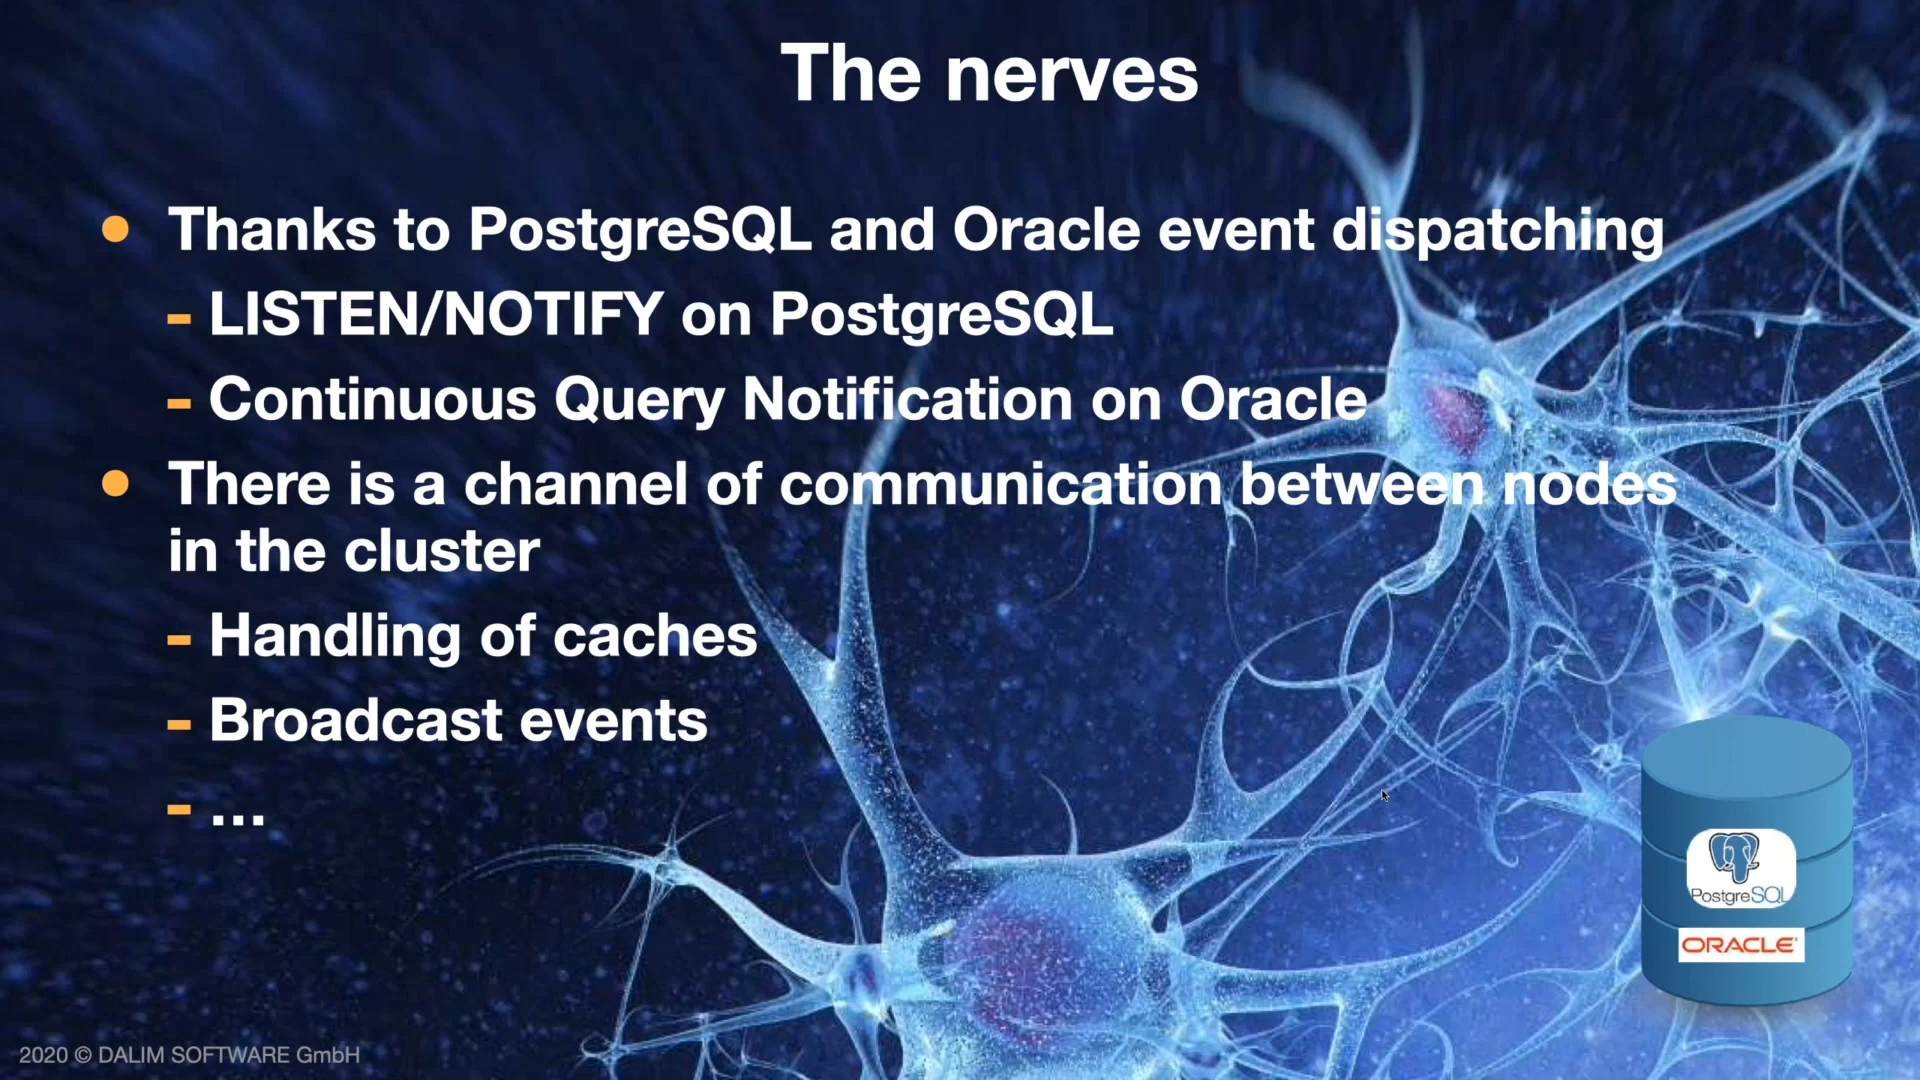 The nerves
• Thanks to PostgreSQL and Oracle event dispatching
- LISTEN/NOTIFY on PostgreSQL
- Continuous Query Notification on Oracle
• There is a channel of communication between nodes
in the cluster
- Handling of caches
- Broadcast events
- ...
PostgreSQL
ORACLE
2020 © DALIM SOFTWARE GmbH